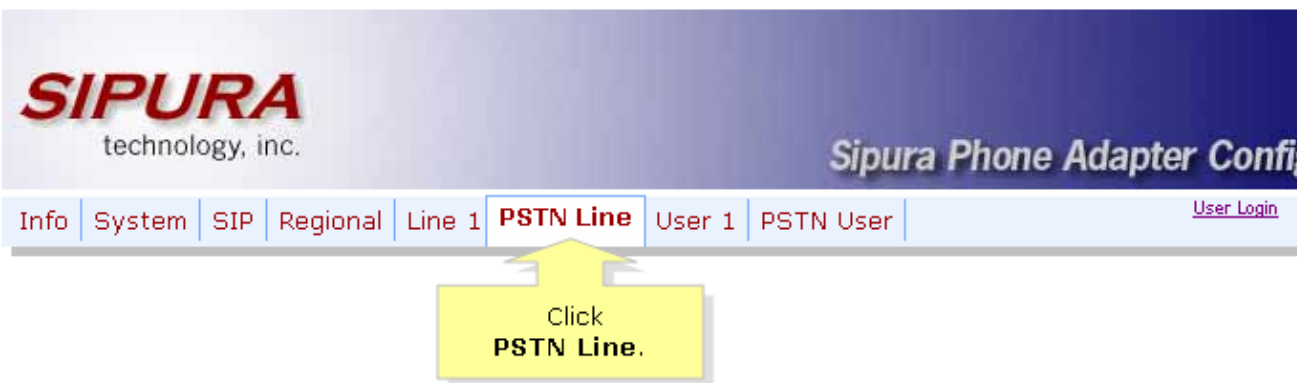 SIPURA
technology, inc.
Sipura Phone Adapter Confi
Info System SIP Regional Line 1 PSTN Line User 1 PSTN User User Login
Click
PSTN Line.